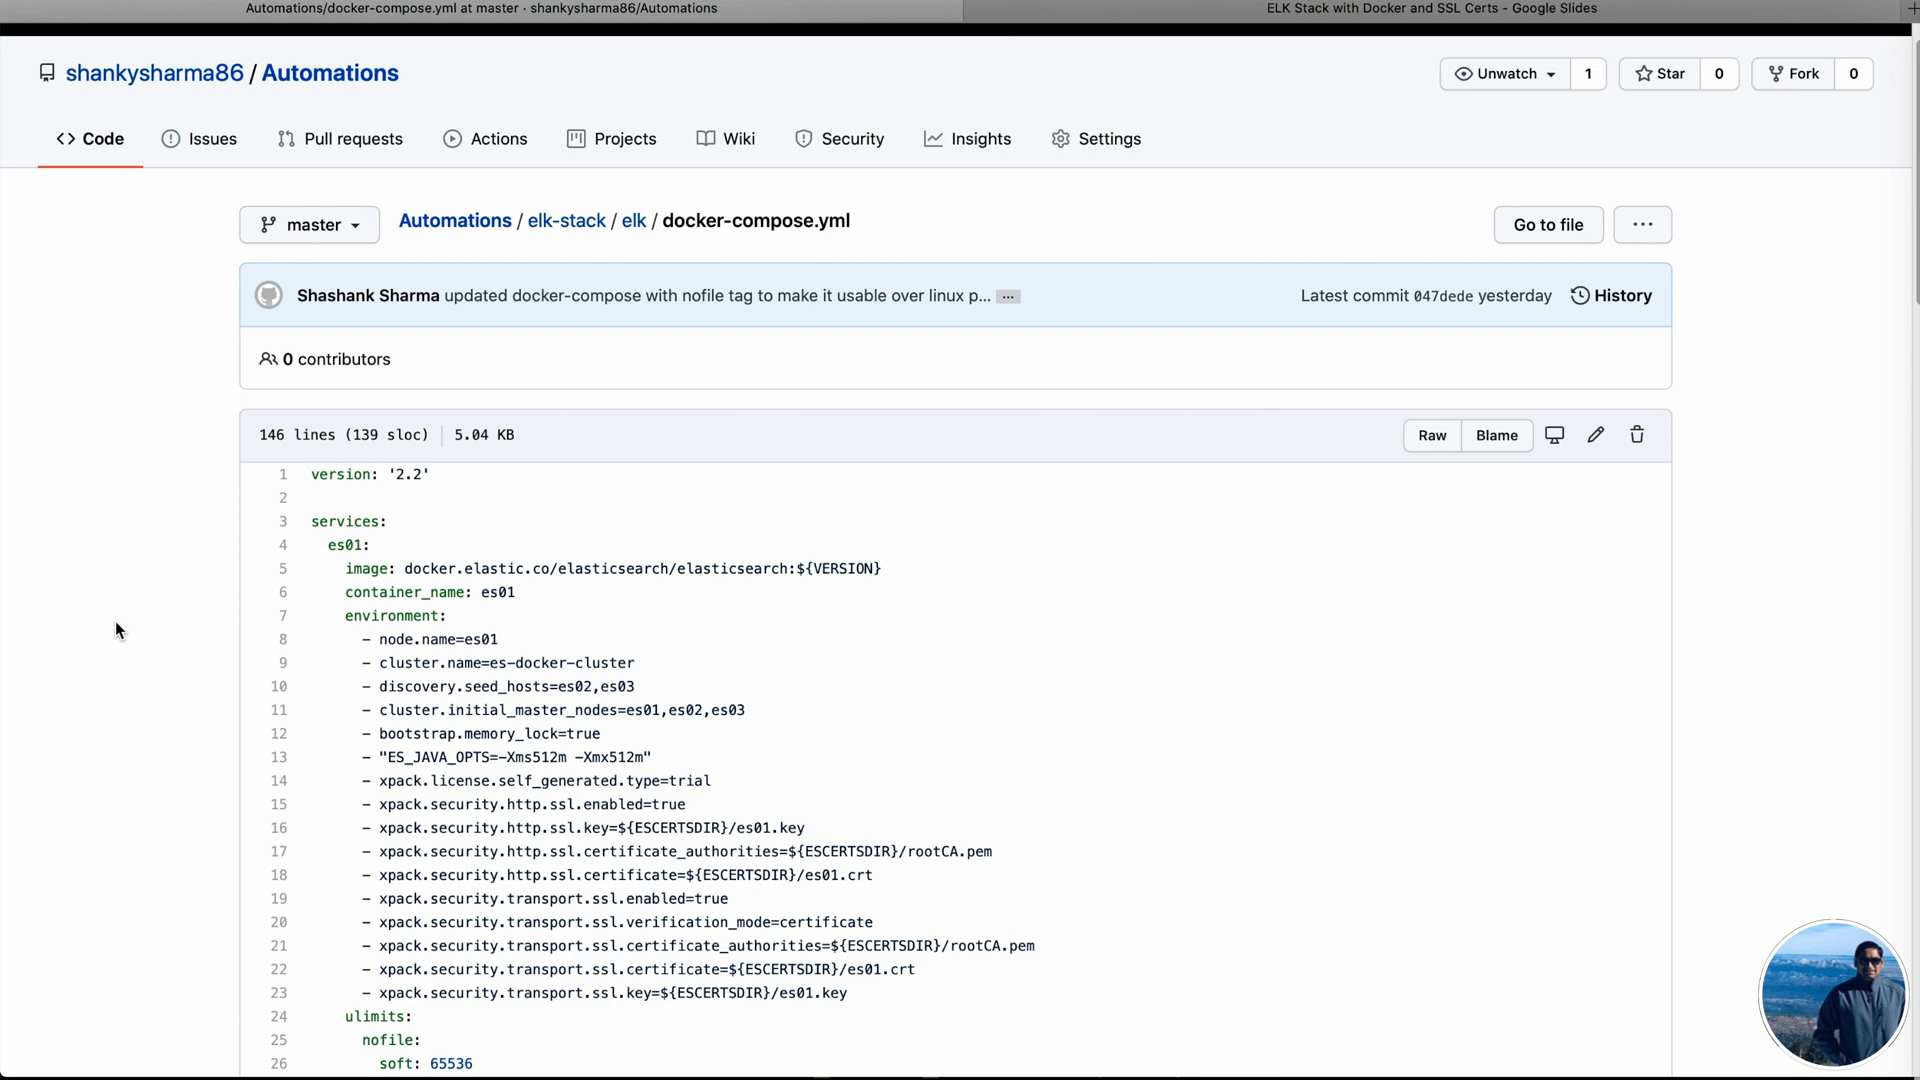 Automations/docker-compose.yml at master · shankysharma86/Automations
ELK Stack with Docker and SSL Certs - Google Slides
shankysharma86 / Automations
Unwatch 1
Star 0
Fork 0
Code
Issues
Pull requests
Actions
Projects
Wiki
Security
Insights
Settings
master
Automations / elk-stack / elk / docker-compose.yml
Go to file
...
Shashank Sharma updated docker-compose with nofile tag to make it usable over linux p... ...
Latest commit 047dede yesterday
History
0 contributors
146 lines (139 sloc) 5.04 KB
Raw
Blame
1 version: '2.2'
2
3 services:
4 es01:
5 image: docker.elastic.co/elasticsearch/elasticsearch:${VERSION}
6 container_name: es01
7 environment:
8 - node.name=es01
9 - cluster.name=es-docker-cluster
10 - discovery.seed_hosts=es02,es03
11 - cluster.initial_master_nodes=es01,es02,es03
12 - bootstrap.memory_lock=true
13 - "ES_JAVA_OPTS=-Xms512m -Xmx512m"
14 - xpack.license.self_generated.type=trial
15 - xpack.security.http.ssl.enabled=true
16 - xpack.security.http.ssl.key=${ESCERTSDIR}/es01.key
17 - xpack.security.http.ssl.certificate_authorities=${ESCERTSDIR}/rootCA.pem
18 - xpack.security.http.ssl.certificate=${ESCERTSDIR}/es01.crt
19 - xpack.security.transport.ssl.enabled=true
20 - xpack.security.transport.ssl.verification_mode=certificate
21 - xpack.security.transport.ssl.certificate_authorities=${ESCERTSDIR}/rootCA.pem
22 - xpack.security.transport.ssl.certificate=${ESCERTSDIR}/es01.crt
23 - xpack.security.transport.ssl.key=${ESCERTSDIR}/es01.key
24 ulimits:
25 nofile:
26 soft: 65536